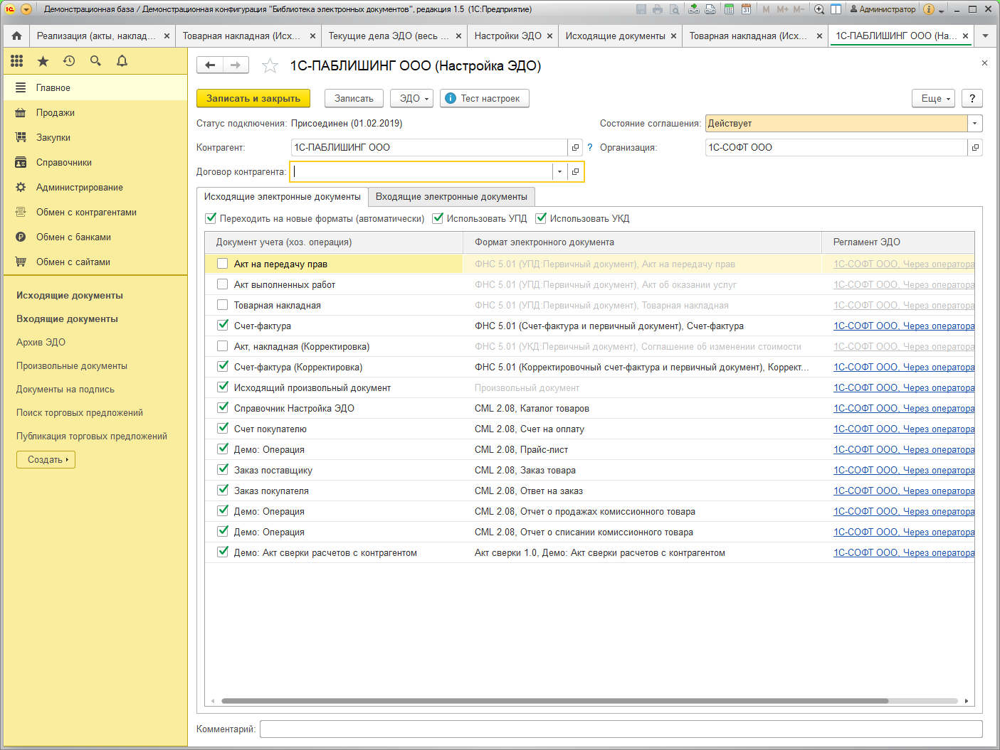 Демонстрационная база / Демонстрационная конфигурация "Библиотека электронных документов", редакция 1.5 (1С:Предприятие)
M M+ M- Администратор
Реализация (акты, наклад... Товарная накладная (Исх... Текущие дела ЭДО (весь ... Настройки ЭДО Исходящие документы Товарная накладная (Исх... 1С-ПАБЛИШИНГ ООО (На...
Главное
Продажи
Закупки
Справочники
Администрирование
Обмен с контрагентами
Обмен с банками
Обмен с сайтами
Исходящие документы
Входящие документы
Архив ЭДО
Произвольные документы
Документы на подпись
Поиск торговых предложений
Публикация торговых предложений
Создать
1С-ПАБЛИШИНГ ООО (Настройка ЭДО)
Записать и закрыть Записать ЭДО Тест настроек Еще ?
Статус подключения: Присоединен (01.02.2019) Состояние соглашения: Действует
Контрагент: 1С-ПАБЛИШИНГ ООО ? Организация: 1С-СОФТ ООО
Договор контрагента:
Исходящие электронные документы Входящие электронные документы
Переходить на новые форматы (автоматически) Использовать УПД Использовать УКД
Документ учета (хоз. операция) Формат электронного документа Регламент ЭДО
Акт на передачу прав ФНС 5.01 (УПД:Первичный документ), Акт на передачу прав 1С-СОФТ ООО, Через оператора
Акт выполненных работ ФНС 5.01 (УПД:Первичный документ), Акт об оказании услуг 1С-СОФТ ООО, Через оператора
Товарная накладная ФНС 5.01 (УПД:Первичный документ), Товарная накладная 1С-СОФТ ООО, Через оператора
Счет-фактура ФНС 5.01 (Счет-фактура и первичный документ), Счет-фактура 1С-СОФТ ООО, Через оператора
Акт, накладная (Корректировка) ФНС 5.01 (УКД:Первичный документ), Соглашение об изменении стоимости 1С-СОФТ ООО, Через оператора
Счет-фактура (Корректировка) ФНС 5.01 (Корректировочный счет-фактура и первичный документ), Коррект... 1С-СОФТ ООО, Через оператора
Исходящий произвольный документ Произвольный документ 1С-СОФТ ООО, Через оператора
Справочник Настройка ЭДО CML 2.08, Каталог товаров 1С-СОФТ ООО, Через оператора
Счет покупателю CML 2.08, Счет на оплату 1С-СОФТ ООО, Через оператора
Демо: Операция CML 2.08, Прайс-лист 1С-СОФТ ООО, Через оператора
Заказ поставщику CML 2.08, Заказ товара 1С-СОФТ ООО, Через оператора
Заказ покупателя CML 2.08, Ответ на заказ 1С-СОФТ ООО, Через оператора
Демо: Операция CML 2.08, Отчет о продажах комиссионного товара 1С-СОФТ ООО, Через оператора
Демо: Операция CML 2.08, Отчет о списании комиссионного товара 1С-СОФТ ООО, Через оператора
Демо: Акт сверки расчетов с контрагентом Акт сверки 1.0, Демо: Акт сверки расчетов с контрагентом 1С-СОФТ ООО, Через оператора
Комментарий: